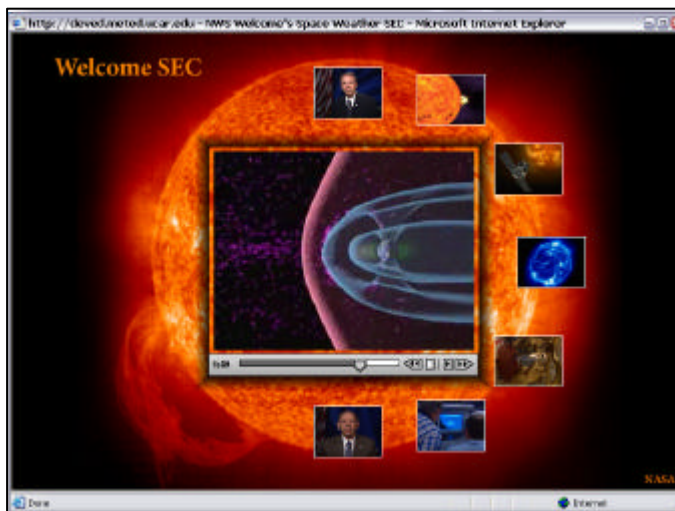 http://deved.meted.ucar.edu - NWS Welcome's Space Weather SEC - Microsoft Internet Explorer
Welcome SEC
NASA
Done
Internet